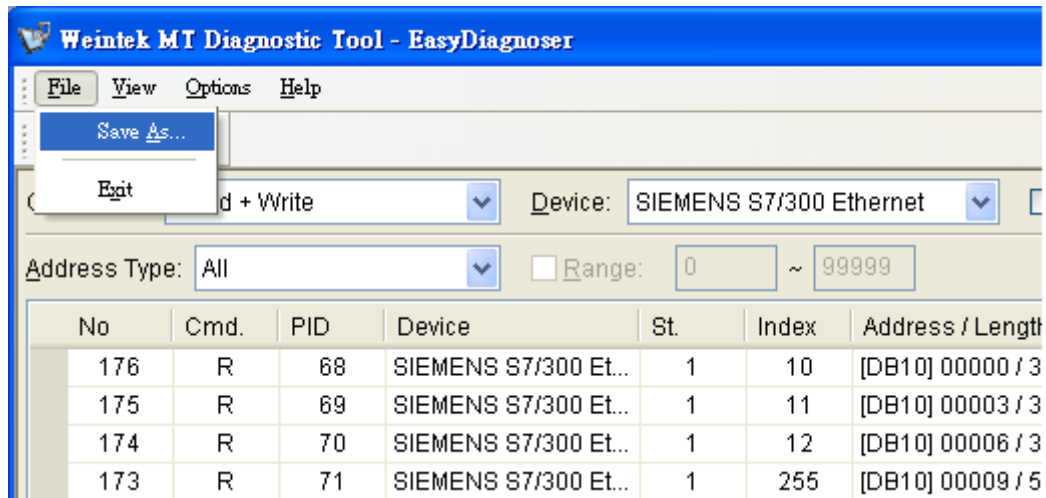 Weintek MT Diagnostic Tool - EasyDiagnoser
File View Options Help
Save As...
Exit
d + Write Device: SIEMENS S7/300 Ethernet
Address Type: All Range: 0 ~ 99999
No Cmd. PID Device St. Index Address / Length
176 R 68 SIEMENS S7/300 Et... 1 10 [DB10] 00000 / 3
175 R 69 SIEMENS S7/300 Et... 1 11 [DB10] 00003 / 3
174 R 70 SIEMENS S7/300 Et... 1 12 [DB10] 00006 / 3
173 R 71 SIEMENS S7/300 Et... 1 255 [DB10] 00009 / 5